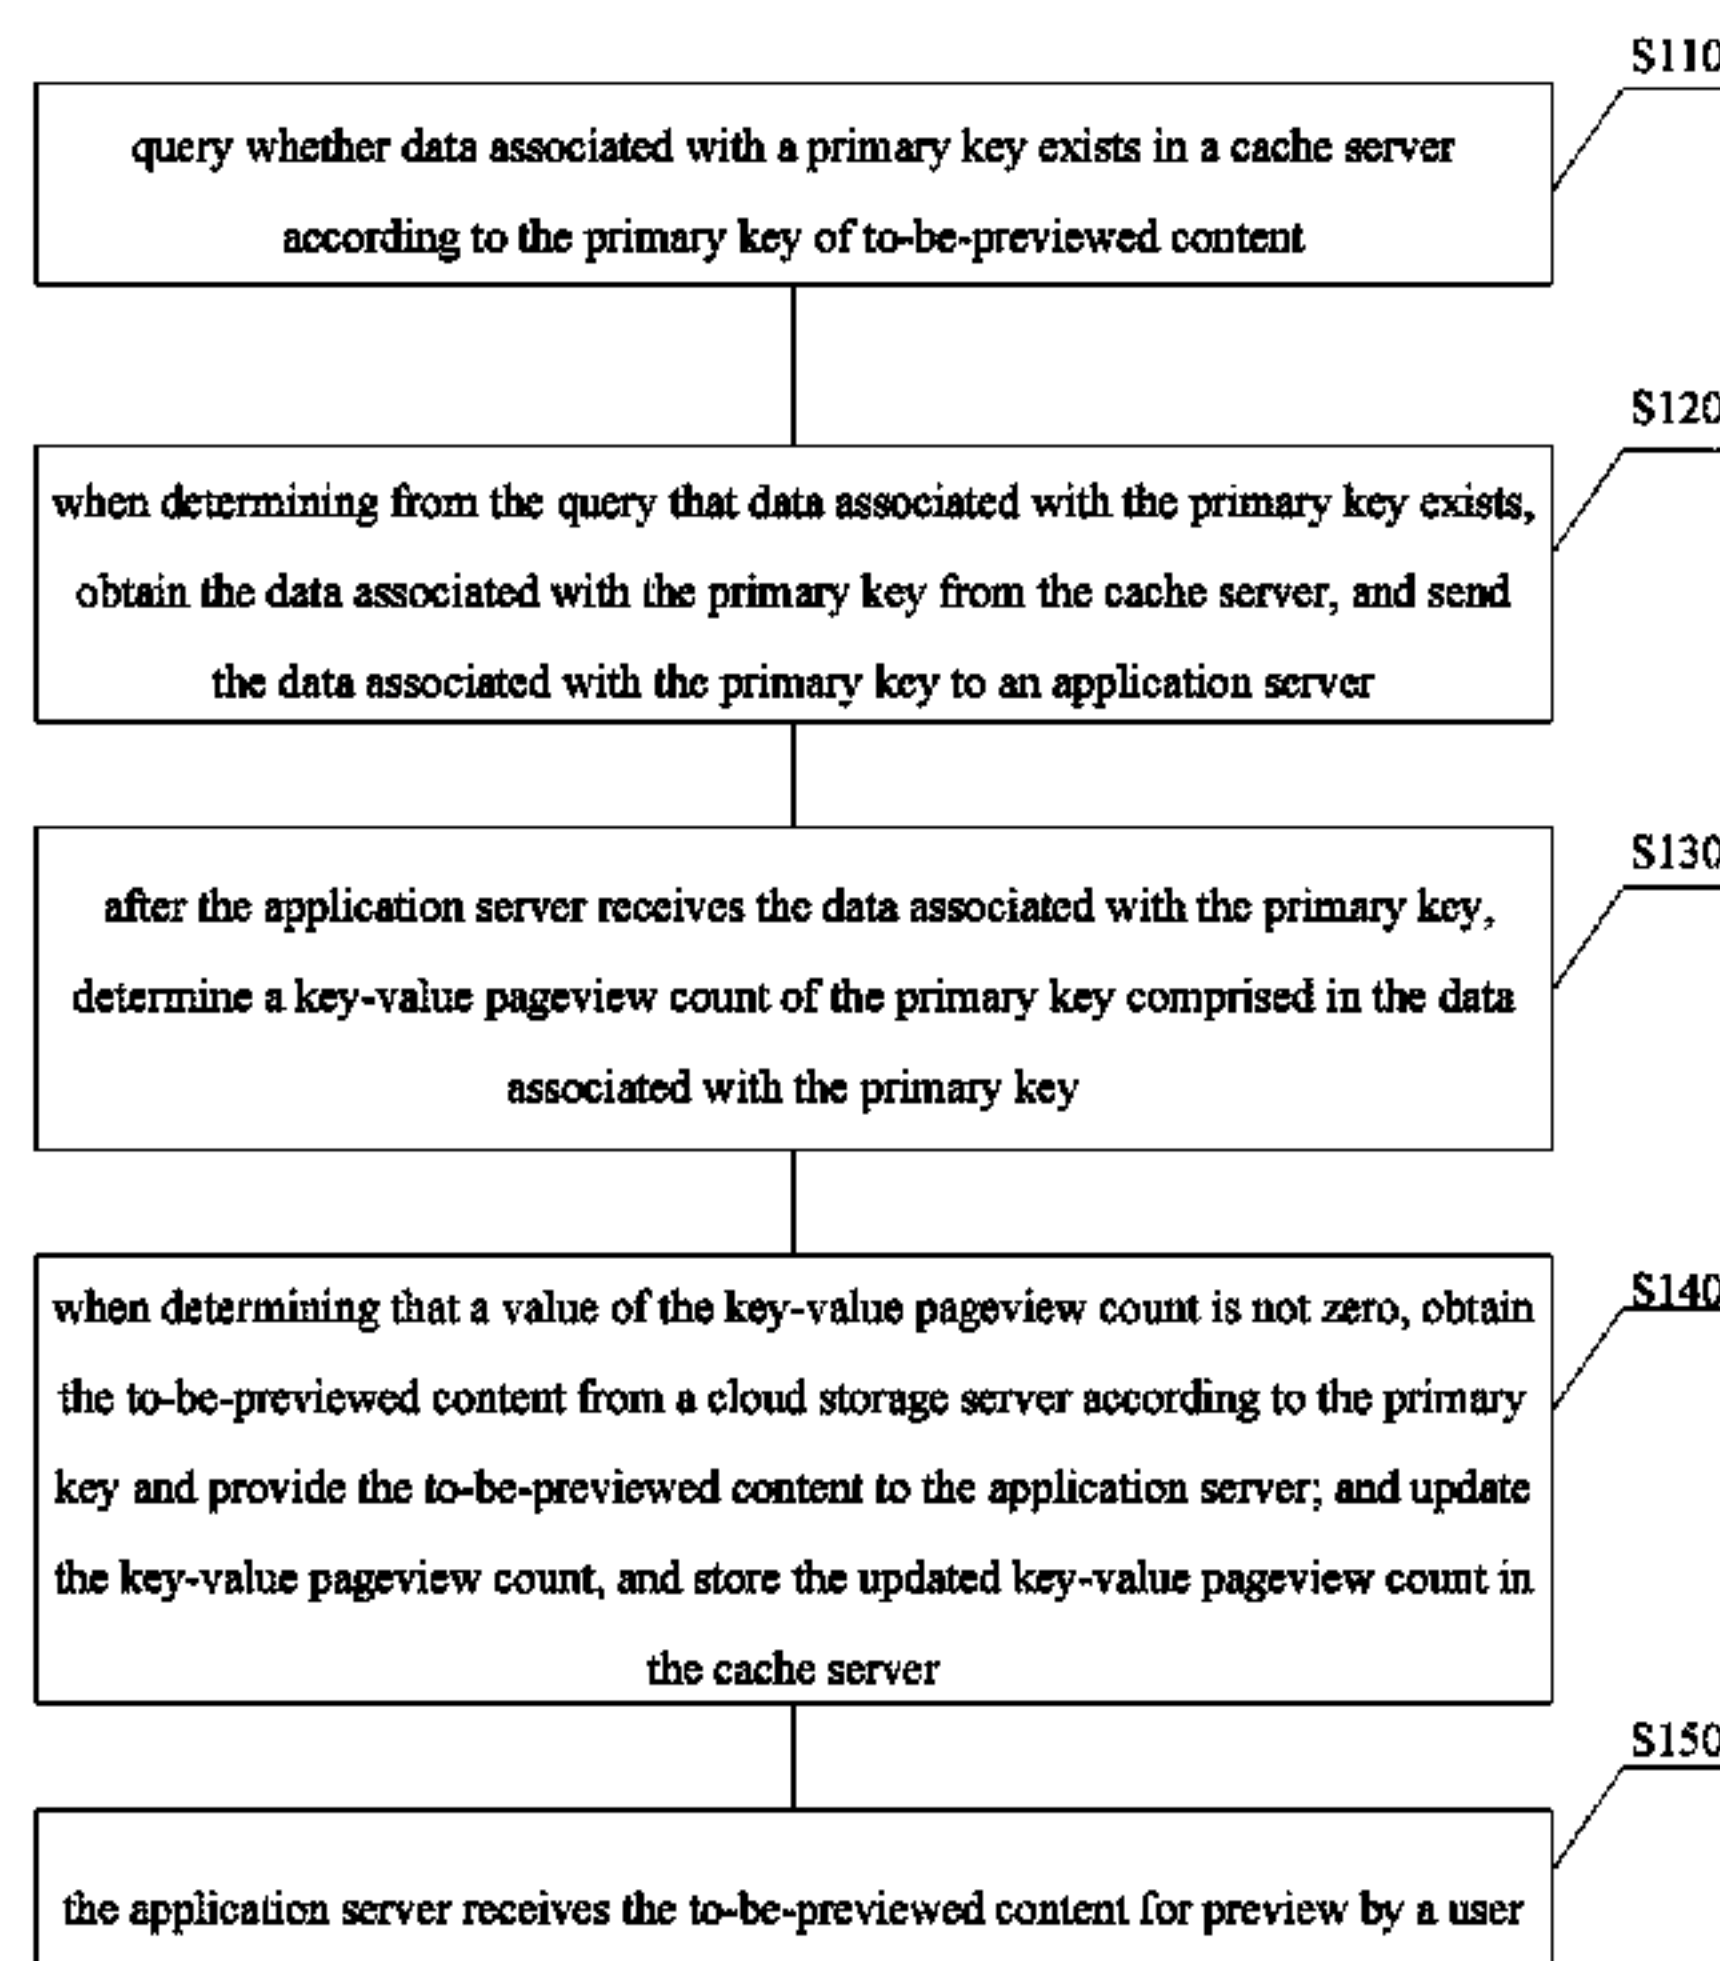 S110
query whether data associated with a primary key exists in a cache server
according to the primary key of to-be-previewed content
S120
when determining from the query that data associated with the primary key exists,
obtain the data associated with the primary key from the cache server, and send
the data associated with the primary key to an application server
S130
after the application server receives the data associated with the primary key,
determine a key-value pageview count of the primary key comprised in the data
associated with the primary key
S140
when determining that a value of the key-value pageview count is not zero, obtain
the to-be-previewed content from a cloud storage server according to the primary
key and provide the to-be-previewed content to the application server; and update
the key-value pageview count, and store the updated key-value pageview count in
the cache server
S150
the application server receives the to-be-previewed content for preview by a user